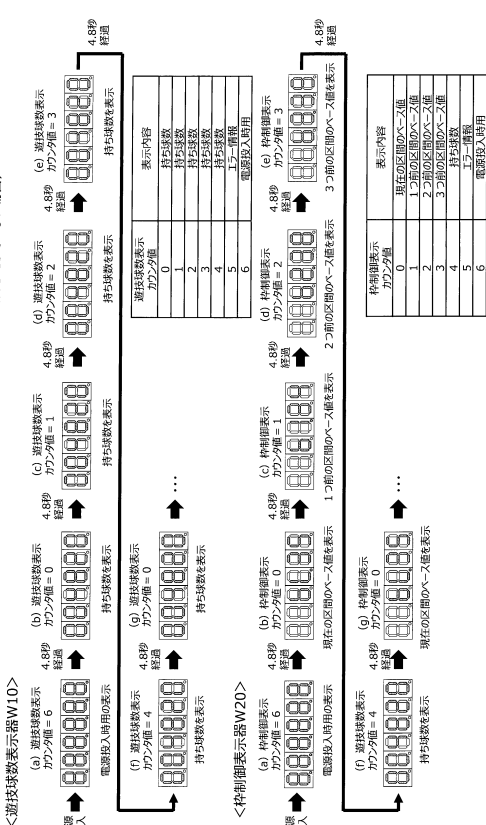 <遊技球数表示器W10>
源
入
(a) 遊技球数表示
カウンタ値 = 6
電源投入時用の表示
4.8秒
経過
(b) 遊技球数表示
カウンタ値 = 0
持ち球数を表示
4.8秒
経過
(c) 遊技球数表示
カウンタ値 = 1
持ち球数を表示
4.8秒
経過
(d) 遊技球数表示
カウンタ値 = 2
持ち球数を表示
4.8秒
経過
(e) 遊技球数表示
カウンタ値 = 3
持ち球数を表示
4.8秒
経過
(f) 遊技球数表示
カウンタ値 = 4
持ち球数を表示
4.8秒
経過
(g) 遊技球数表示
カウンタ値 = 0
持ち球数を表示
…
遊技球数表示
カウンタ値
表示内容
0 持ち球数
1 持ち球数
2 持ち球数
3 持ち球数
4 持ち球数
5 エラー情報
6 電源投入時用
<枠制御表示器W20>
源
入
(a) 枠制御表示
カウンタ値 = 6
電源投入時用の表示
4.8秒
経過
(b) 枠制御表示
カウンタ値 = 0
現在の区間のベース値を表示
4.8秒
経過
(c) 枠制御表示
カウンタ値 = 1
1つ前の区間のベース値を表示
4.8秒
経過
(d) 枠制御表示
カウンタ値 = 2
2つ前の区間のベース値を表示
4.8秒
経過
(e) 枠制御表示
カウンタ値 = 3
3つ前の区間のベース値を表示
4.8秒
経過
(f) 枠制御表示
カウンタ値 = 4
持ち球数を表示
4.8秒
経過
(g) 枠制御表示
カウンタ値 = 0
現在の区間のベース値を表示
…
枠制御表示
カウンタ値
表示内容
0 現在の区間のベース値
1 1つ前の区間のベース値
2 2つ前の区間のベース値
3 3つ前の区間のベース値
4 持ち球数
5 エラー情報
6 電源投入時用